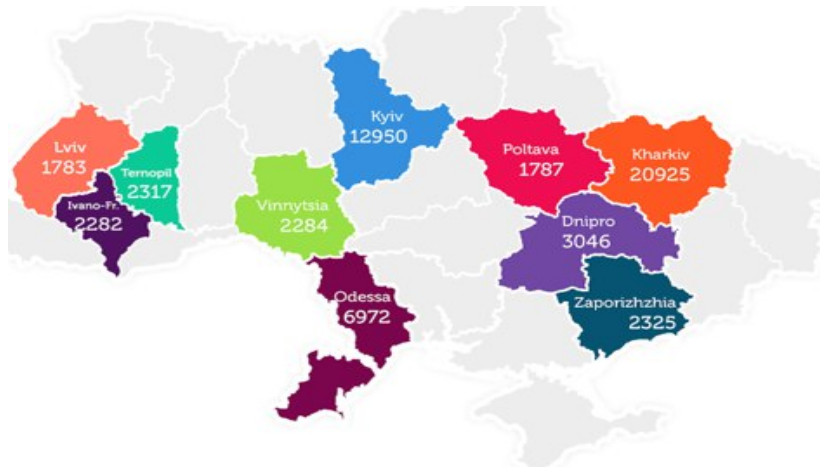 Kyiv
12950
Lviv
1783
Ternopil
2317
Ivano-Fr.
2282
Vinnytsia
2284
Poltava
1787
Kharkiv
20925
Dnipro
3046
Odessa
6972
Zaporizhzhia
2325